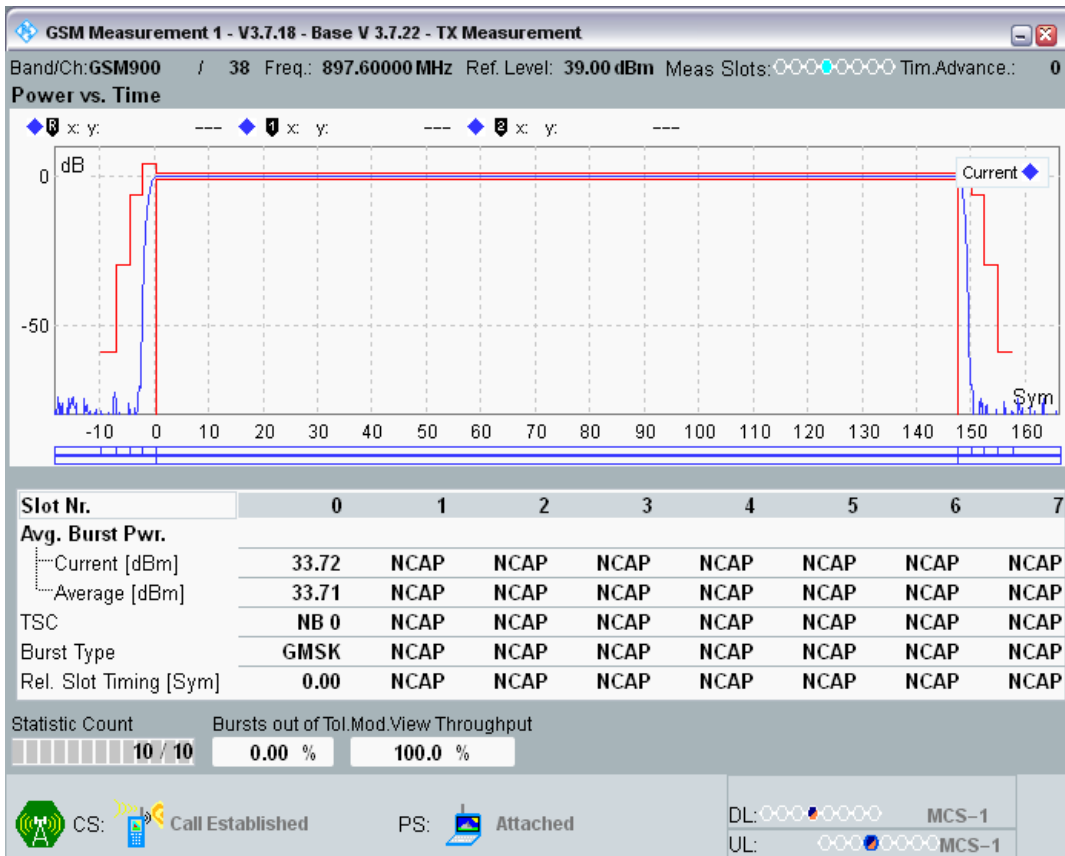 GSM Measurement 1 - V3.7.18 - Base V 3.7.22 - TX Measurement
Band/Ch:GSM900 / 38 Freq.: 897.60000 MHz Ref. Level: 39.00 dBm Meas Slots: Tim.Advance.: 0
Power vs. Time
R x: y: --- 1 x: y: --- 2 x: y: ---
dB
Current
0
-50
Sym
-10 0 10 20 30 40 50 60 70 80 90 100 110 120 130 140 150 160
Slot Nr. 0 1 2 3 4 5 6 7
Avg. Burst Pwr.
Current [dBm] 33.72 NCAP NCAP NCAP NCAP NCAP NCAP NCAP
Average [dBm] 33.71 NCAP NCAP NCAP NCAP NCAP NCAP NCAP
TSC NB 0 NCAP NCAP NCAP NCAP NCAP NCAP NCAP
Burst Type GMSK NCAP NCAP NCAP NCAP NCAP NCAP NCAP
Rel. Slot Timing [Sym] 0.00 NCAP NCAP NCAP NCAP NCAP NCAP NCAP
Statistic Count Bursts out of Tol.Mod.View Throughput
10 / 10 0.00 % 100.0 %
CS: Call Established PS: Attached
DL: MCS-1
UL: MCS-1